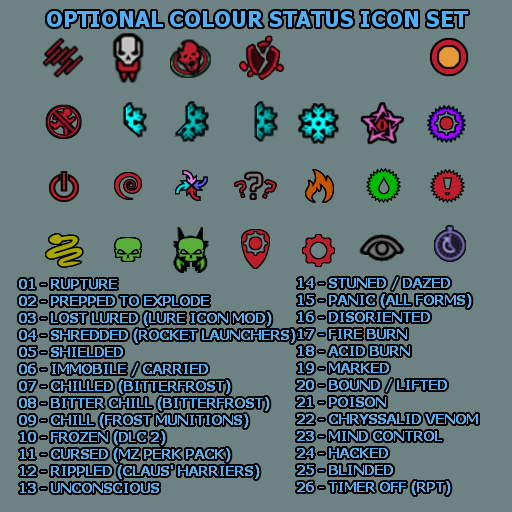 OPTIONAL COLOUR STATUS ICON SET
01 - RUPTURE
02 - PREPPED TO EXPLODE
03 - LOST LURED (LURE ICON MOD)
04 - SHREDDED (ROCKET LAUNCHERS)
05 - SHIELDED
06 - IMMOBILE / CARRIED
07 - CHILLED (BITTERFROST)
08 - BITTER CHILL (BITTERFROST)
09 - CHILL (FROST MUNITIONS)
10 - FROZEN (DLC 2)
11 - CURSED (MZ PERK PACK)
12 - RIPPLED (CLAUS' HARRIERS)
13 - UNCONSCIOUS
14 - STUNED / DAZED
15 - PANIC (ALL FORMS)
16 - DISORIENTED
17 - FIRE BURN
18 - ACID BURN
19 - MARKED
20 - BOUND / LIFTED
21 - POISON
22 - CHRYSSALID VENOM
23 - MIND CONTROL
24 - HACKED
25 - BLINDED
26 - TIMER OFF (RPT)